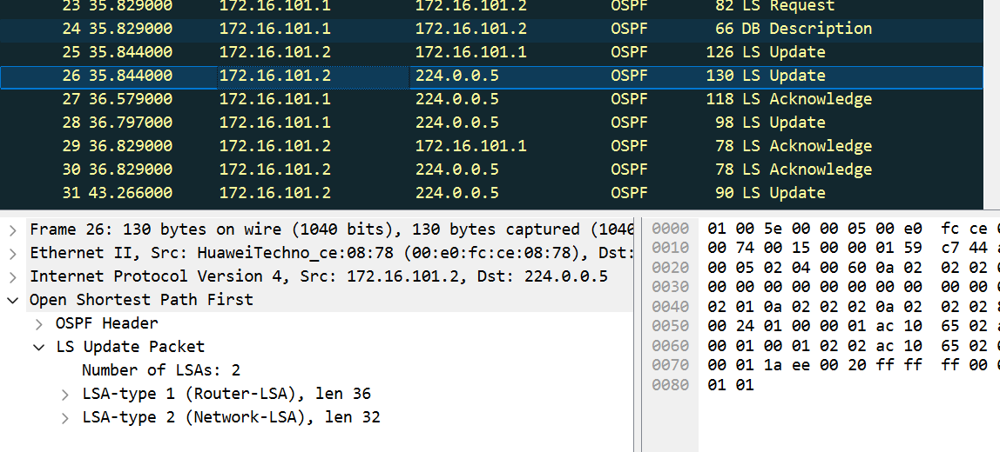 23 35.829000 172.16.101.1 172.16.101.2 OSPF 82 LS Request
24 35.829000 172.16.101.1 172.16.101.2 OSPF 66 DB Description
25 35.844000 172.16.101.2 172.16.101.1 OSPF 126 LS Update
26 35.844000 172.16.101.2 224.0.0.5 OSPF 130 LS Update
27 36.579000 172.16.101.1 224.0.0.5 OSPF 118 LS Acknowledge
28 36.797000 172.16.101.1 224.0.0.5 OSPF 98 LS Update
29 36.829000 172.16.101.2 172.16.101.1 OSPF 78 LS Acknowledge
30 36.829000 172.16.101.2 224.0.0.5 OSPF 78 LS Acknowledge
31 43.266000 172.16.101.2 224.0.0.5 OSPF 90 LS Update
Frame 26: 130 bytes on wire (1040 bits), 130 bytes captured (1040
Ethernet II, Src: HuaweiTechno_ce:08:78 (00:e0:fc:ce:08:78), Dst:
Internet Protocol Version 4, Src: 172.16.101.2, Dst: 224.0.0.5
Open Shortest Path First
OSPF Header
LS Update Packet
Number of LSAs: 2
LSA-type 1 (Router-LSA), len 36
LSA-type 2 (Network-LSA), len 32
0000 01 00 5e 00 00 05 00 e0 fc ce
0010 00 74 00 15 00 00 01 59 c7 44
0020 00 05 02 04 00 60 0a 02 02 02
0030 00 00 00 00 00 00 00 00 00 00
0040 02 01 0a 02 02 02 0a 02 02 02
0050 00 24 01 00 00 01 ac 10 65 02
0060 00 01 00 01 02 02 ac 10 65 02
0070 00 01 1a ee 00 20 ff ff ff 00
0080 01 01